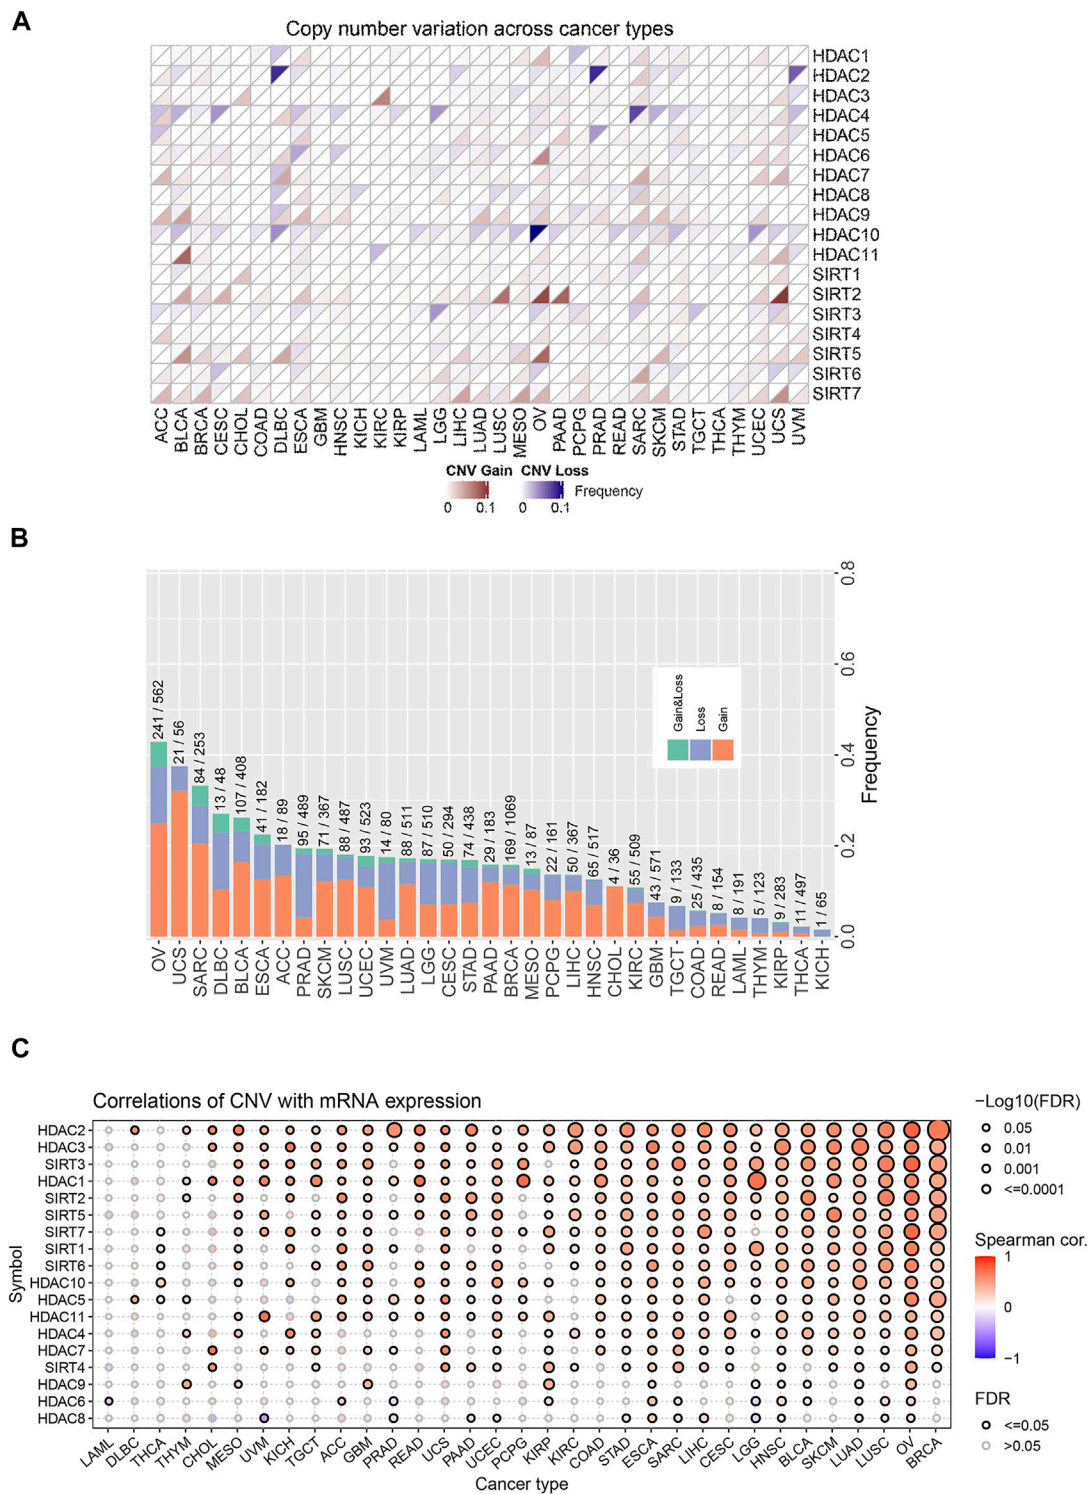 A
Copy number variation across cancer types
HDAC1
HDAC2
HDAC3
HDAC4
HDAC5
HDAC6
HDAC7
HDAC8
HDAC9
HDAC10
HDAC11
SIRT1
SIRT2
SIRT3
SIRT4
SIRT5
SIRT6
SIRT7
ACC BLCA BRCA CESC CHOL COAD DLBC ESCA GBM HNSC KICH KIRC KIRP LAML LGG LIHC LUAD LUSC MESO OV PAAD PCPG PRAD READ SARC SKCM STAD TGCT THCA THYM UCEC UCS UVM
CNV Gain CNV Loss
Frequency
0 0.1 0 0.1
B
0.8
0.6
0.4
0.2
0.0
Frequency
Gain&Loss
Loss
Gain
241 / 562
21 / 56
84 / 253
13 / 48
107 / 408
41 / 182
18 / 89
95 / 489
71 / 367
88 / 487
93 / 523
14 / 80
88 / 511
87 / 510
50 / 294
74 / 438
29 / 183
169 / 1069
13 / 87
22 / 161
50 / 367
65 / 517
4 / 36
55 / 509
43 / 571
9 / 133
25 / 435
8 / 154
8 / 191
5 / 123
9 / 283
11 / 497
1 / 65
OV UCS SARC DLBC BLCA ESCA ACC PRAD SKCM LUSC UCEC UVM LUAD LGG CESC STAD PAAD BRCA MESO PCPG LIHC HNSC CHOL KIRC GBM TGCT COAD READ LAML THYM KIRP THCA KICH
C
Correlations of CNV with mRNA expression
Symbol
HDAC2
HDAC3
SIRT3
HDAC1
SIRT2
SIRT5
SIRT7
SIRT1
SIRT6
HDAC10
HDAC5
HDAC11
HDAC4
HDAC7
SIRT4
HDAC9
HDAC6
HDAC8
LAML DLBC THCA THYM CHOL MESO UVM KICH TGCT ACC GBM PRAD READ UCS PAAD UCEC PCPG KIRP KIRC COAD STAD ESCA SARC LIHC CESC LGG HNSC BLCA SKCM LUAD LUSC OV BRCA
Cancer type
−Log10(FDR)
0.05
0.01
0.001
<=0.0001
Spearman cor.
1
0
−1
FDR
<=0.05
>0.05